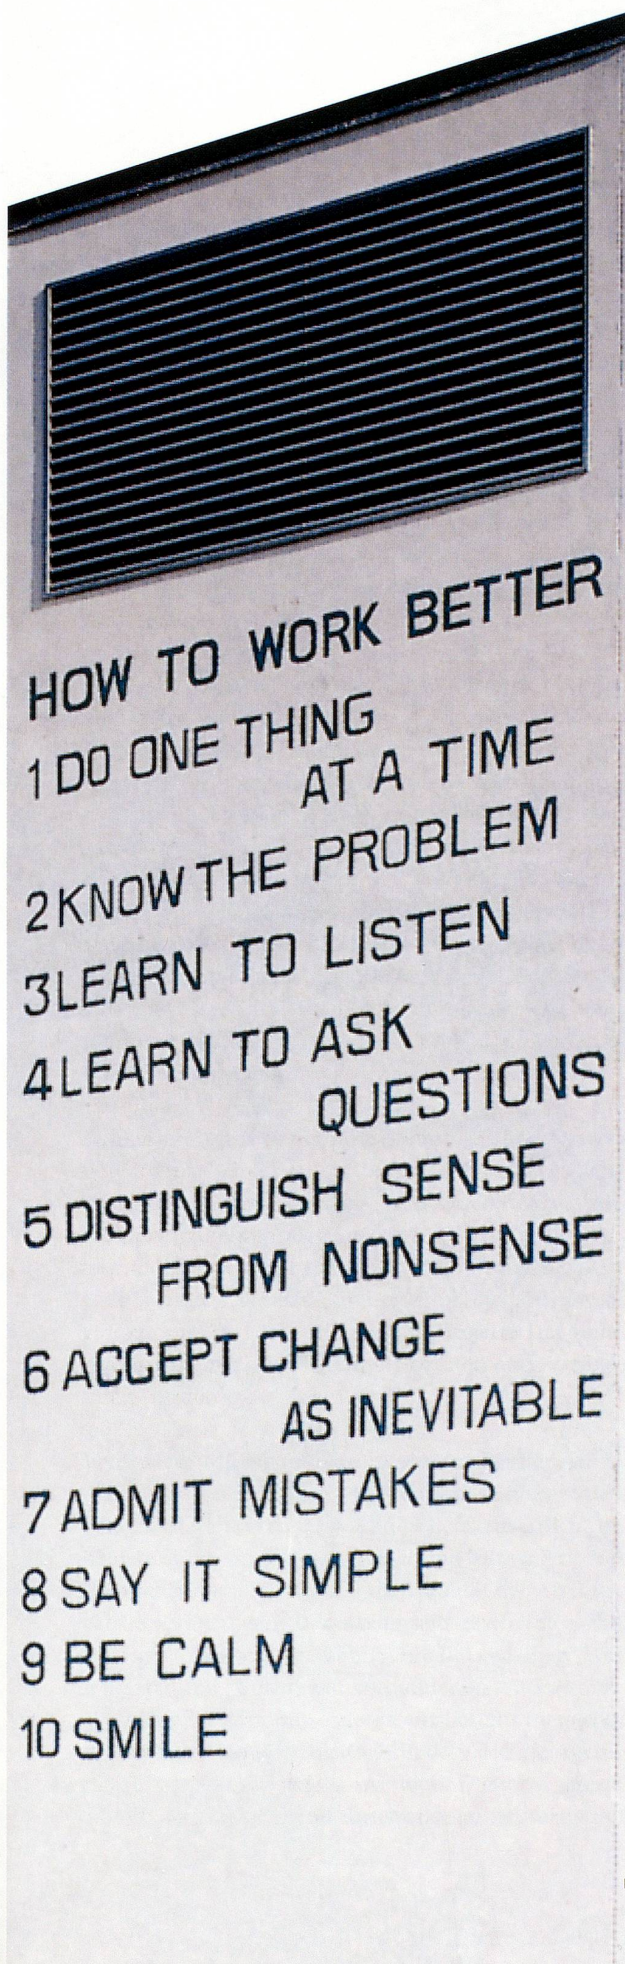 HOW TO WORK BETTER
1 DO ONE THING
AT A TIME
2 KNOW THE PROBLEM
3 LEARN TO LISTEN
4 LEARN TO ASK
QUESTIONS
5 DISTINGUISH SENSE
FROM NONSENSE
6 ACCEPT CHANGE
AS INEVITABLE
7 ADMIT MISTAKES
8 SAY IT SIMPLE
9 BE CALM
10 SMILE